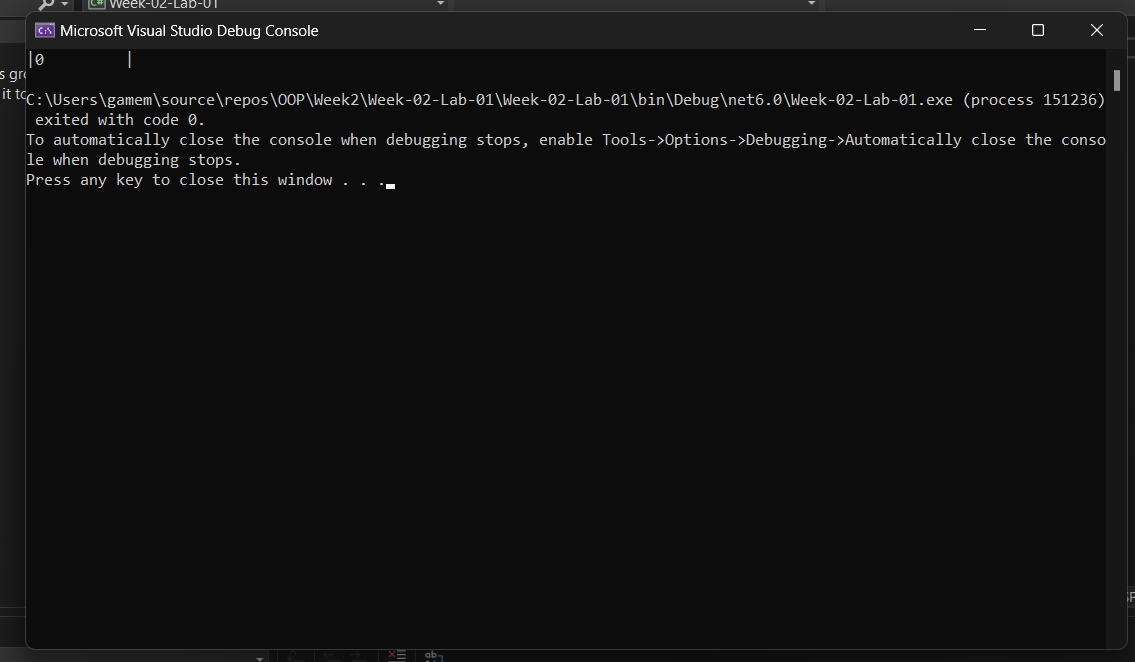 C# Week-02-Lab-01
Microsoft Visual Studio Debug Console
|0          |
s gr
it to
C:\Users\gamem\source\repos\OOP\Week2\Week-02-Lab-01\Week-02-Lab-01\bin\Debug\net6.0\Week-02-Lab-01.exe (process 151236)
 exited with code 0.
To automatically close the console when debugging stops, enable Tools->Options->Debugging->Automatically close the conso
le when debugging stops.
Press any key to close this window . . .